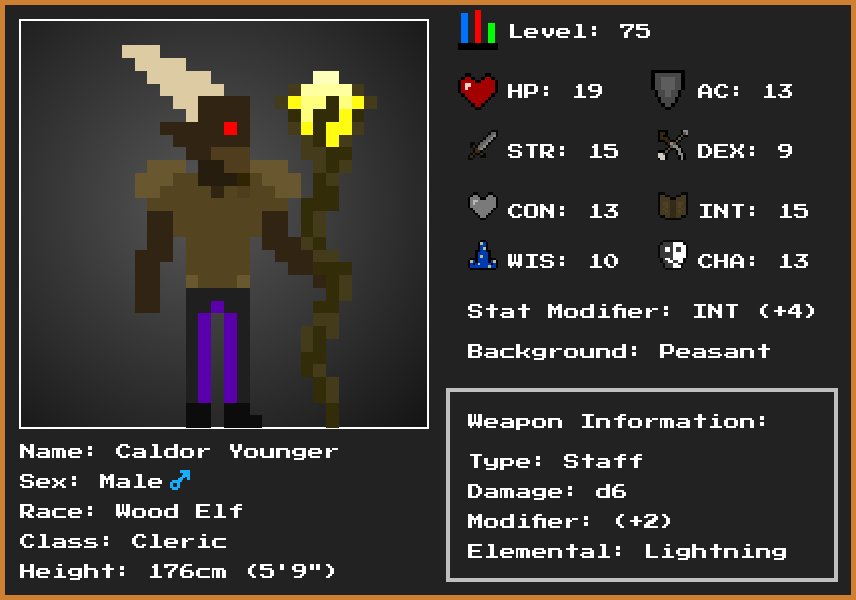 Level: 75
HP: 19
AC: 13
STR: 15
DEX: 9
CON: 13
INT: 15
WIS: 10
CHA: 13
Stat Modifier: INT (+4)
Background: Peasant
Weapon Information:
Type: Staff
Damage: d6
Modifier: (+2)
Elemental: Lightning
Name: Caldor Younger
Sex: Male♂
Race: Wood Elf
Class: Cleric
Height: 176cm (5'9")